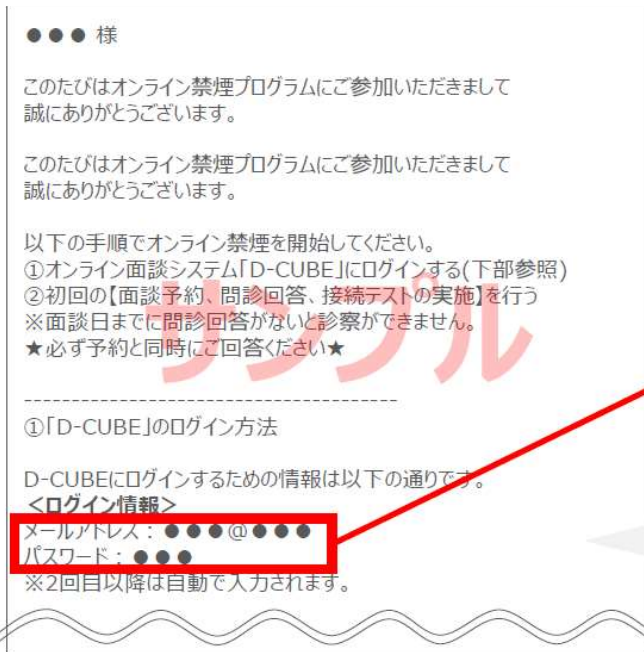 ●●● 様
このたびはオンライン禁煙プログラムにご参加いただきまして
誠にありがとうございます。
このたびはオンライン禁煙プログラムにご参加いただきまして
誠にありがとうございます。
以下の手順でオンライン禁煙を開始してください。
①オンライン面談システム「D-CUBE」にログインする(下部参照)
②初回の【面談予約、問診回答、接続テストの実施】を行う
※面談日までに問診回答がないと診察ができません。
★必ず予約と同時にご回答ください★
サンプル
----------------------------------------
①「D-CUBE」のログイン方法
D-CUBEにログインするための情報は以下の通りです。
<ログイン情報>
メールアドレス：●●●@●●●
パスワード：●●●
※2回目以降は自動で入力されます。